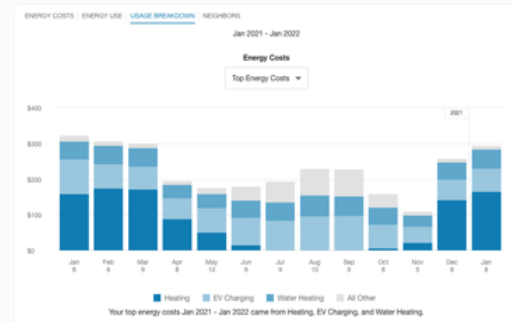 ENERGY COSTS | ENERGY USE | USAGE BREAKDOWN | NEIGHBORS
Jan 2021 - Jan 2022
Energy Costs
Top Energy Costs
$400
$300
$200
$100
$0
2021
Jan Feb Mar Apr May Jun Jul Aug Sep Oct Nov Dec Jan
8 8 9 8 10 9 9 10 9 8 5 8 8
Heating EV Charging Water Heating All Other
Your top energy costs Jan 2021 - Jan 2022 came from Heating, EV Charging, and Water Heating.